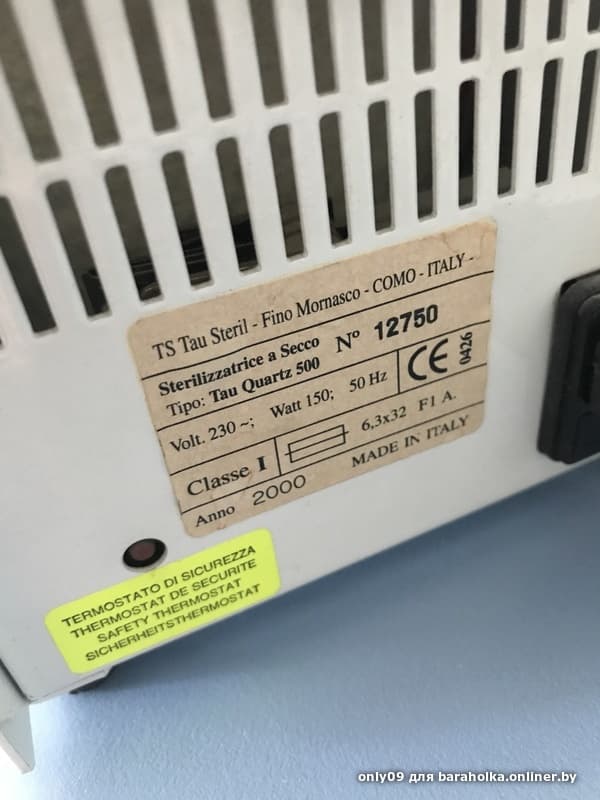 TS Tau Steril - Fino Mornasco - COMO - ITALY -
Sterilizzatrice a Secco
Tipo: Tau Quartz 500
N° 12750
Volt. 230 ~; Watt 150; 50 Hz
CE 0426
Classe I
6,3x32 F1 A.
Anno 2000 MADE IN ITALY
TERMOSTATO DI SICUREZZA
THERMOSTAT DE SECURITE
SAFETY THERMOSTAT
SICHERHEITSTHERMOSTAT
only09 для baraholka.onliner.by